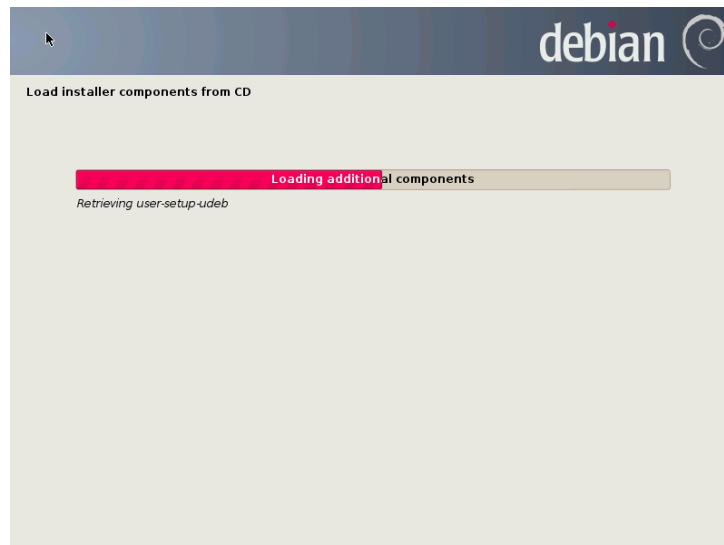 debian
Load installer components from CD
Loading additional components
Retrieving user-setup-udeb